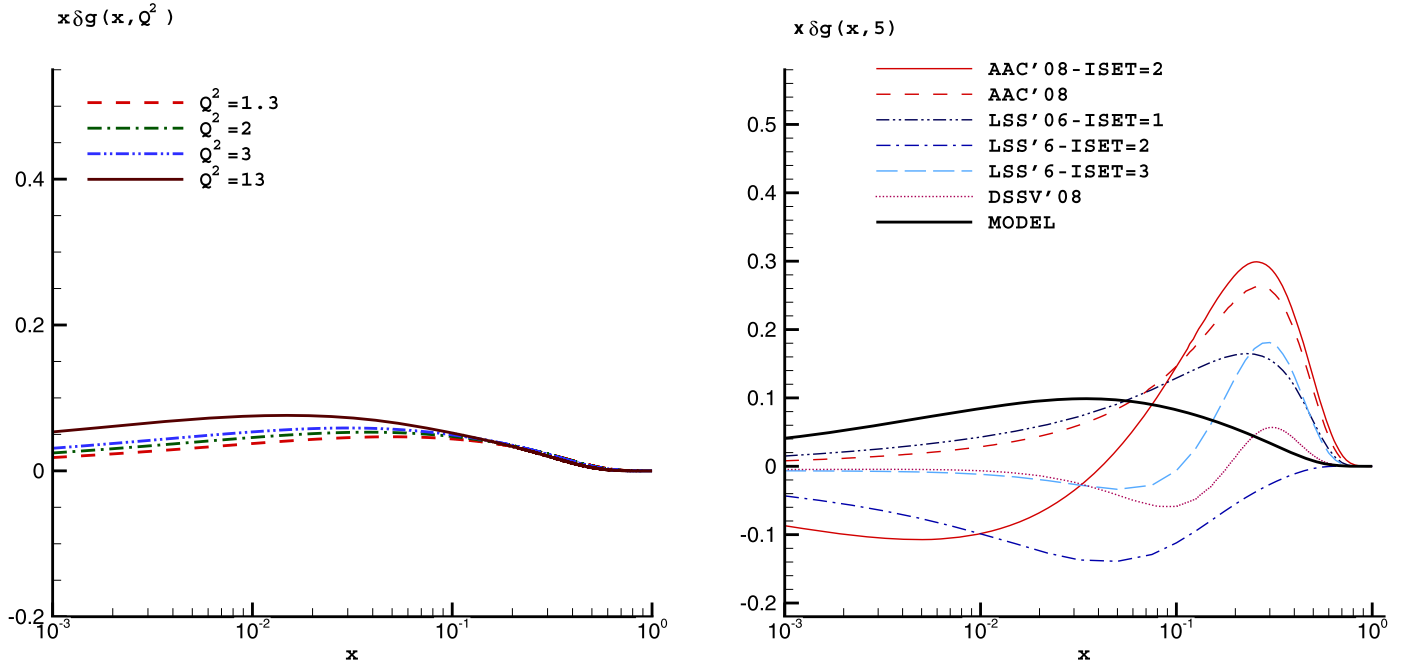 xδg(x,Q²)
Q²=1.3
Q²=2
Q²=3
Q²=13
0.4
0.2
0
-0.2
10⁻³ 10⁻² 10⁻¹ 10⁰
x
xδg(x,5)
AAC'08-ISET=2
AAC'08
LSS'06-ISET=1
LSS'6-ISET=2
LSS'6-ISET=3
DSSV'08
MODEL
0.5
0.4
0.3
0.2
0.1
0
-0.1
-0.2
10⁻³ 10⁻² 10⁻¹ 10⁰
x